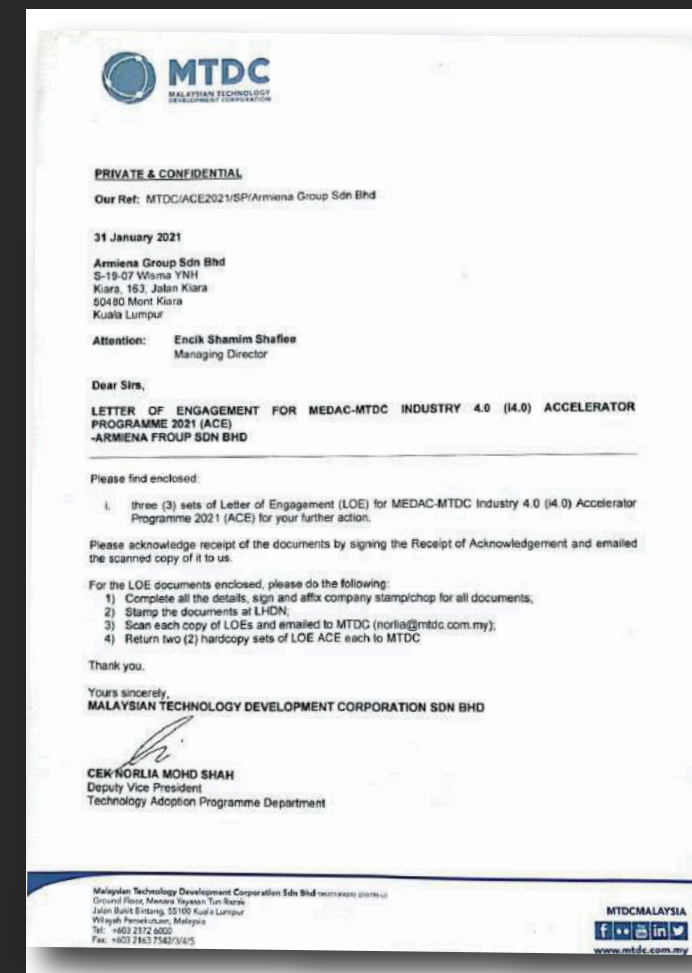 MTDC
MALAYSIAN TECHNOLOGY
DEVELOPMENT CORPORATION
PRIVATE & CONFIDENTIAL
Our Ref: MTDC/ACE2021/SP/Armiena Group Sdn Bhd
31 January 2021
Armiena Group Sdn Bhd
S-19-07 Wisma YNH
Kiara, 163, Jalan Kiara
50480 Mont Kiara
Kuala Lumpur
Attention: Encik Shamim Shafiee
Managing Director
Dear Sirs,
LETTER OF ENGAGEMENT FOR MEDAC-MTDC INDUSTRY 4.0 (I4.0) ACCELERATOR
PROGRAMME 2021 (ACE)
-ARMIENA FROUP SDN BHD
Please find enclosed:
i. three (3) sets of Letter of Engagement (LOE) for MEDAC-MTDC Industry 4.0 (I4.0) Accelerator
Programme 2021 (ACE) for your further action.
Please acknowledge receipt of the documents by signing the Receipt of Acknowledgement and emailed
the scanned copy of it to us.
For the LOE documents enclosed, please do the following:
1) Complete all the details, sign and affix company stamp/chop for all documents;
2) Stamp the documents at LHDN;
3) Scan each copy of LOEs and emailed to MTDC (norlia@mtdc.com.my);
4) Return two (2) hardcopy sets of LOE ACE each to MTDC
Thank you.
Yours sincerely,
MALAYSIAN TECHNOLOGY DEVELOPMENT CORPORATION SDN BHD
CEK NORLIA MOHD SHAH
Deputy Vice President
Technology Adoption Programme Department
Malaysian Technology Development Corporation Sdn Bhd
Ground Floor, Menara Yayasan Tun Razak
Jalan Bukit Bintang, 55100 Kuala Lumpur
Wilayah Persekutuan, Malaysia
Tel: +603 2172 6000
Fax: +603 2163 7542/3/4/5
MTDCMALAYSIA
www.mtdc.com.my